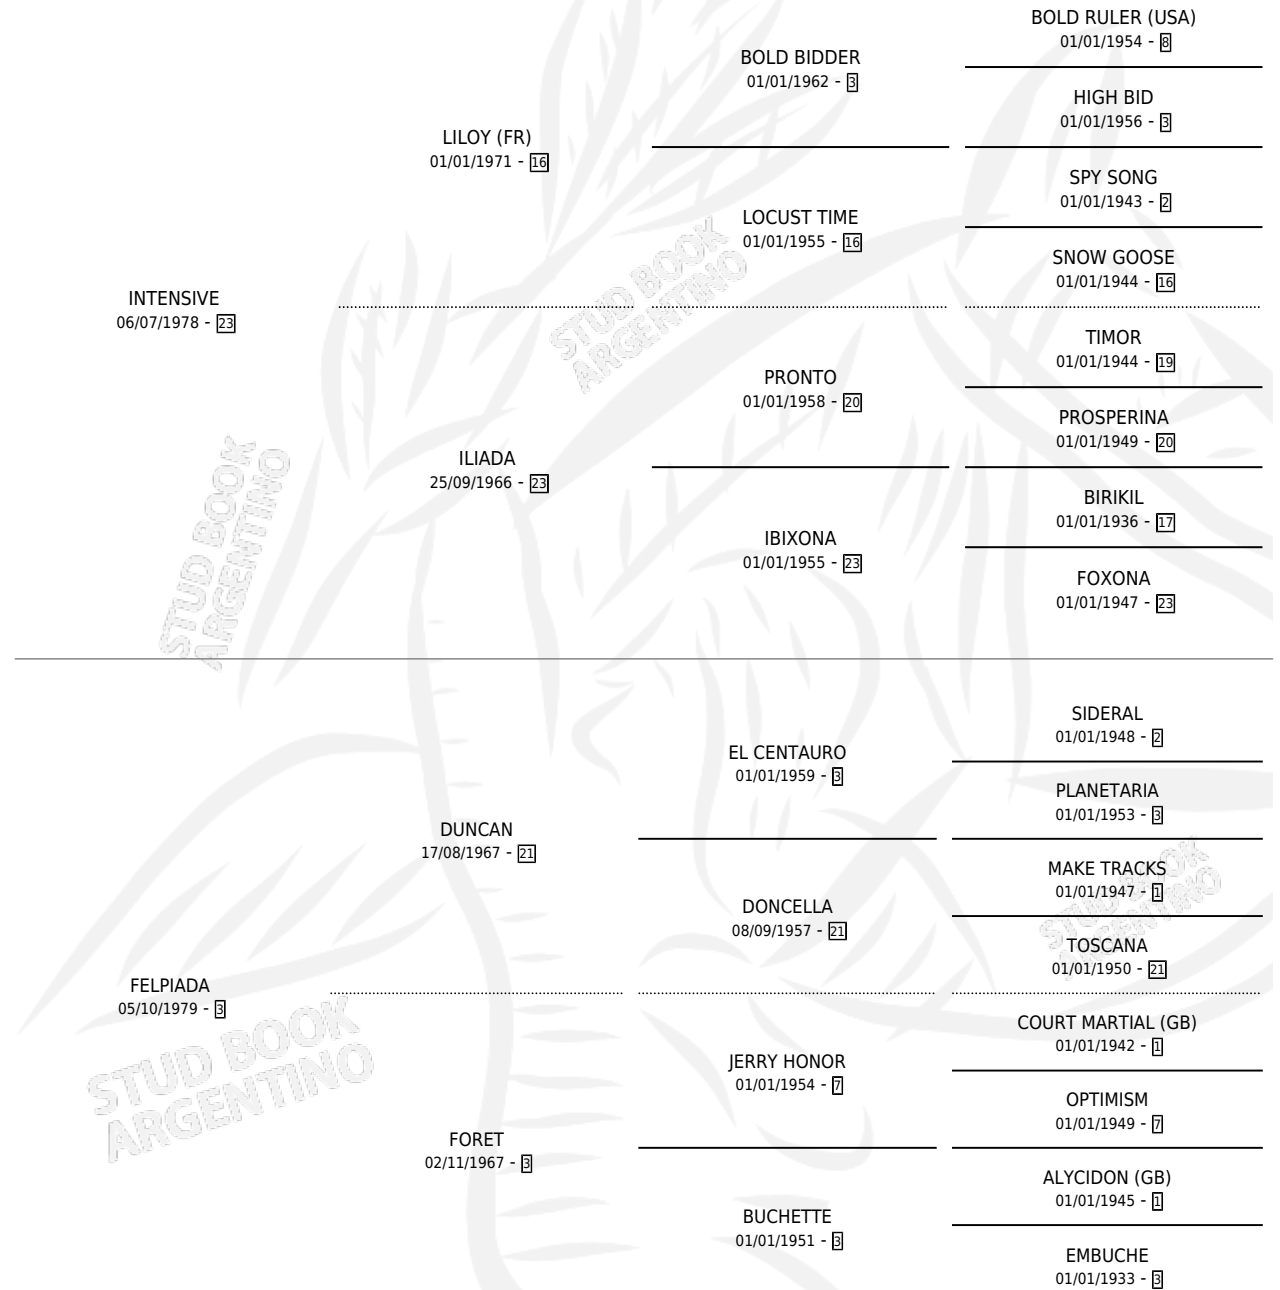 BOLD RULER (USA)
01/01/1954 - 8
BOLD BIDDER
01/01/1962 - 3
HIGH BID
01/01/1956 - 3
LILOY (FR)
01/01/1971 - 16
SPY SONG
01/01/1943 - 2
LOCUST TIME
01/01/1955 - 16
SNOW GOOSE
01/01/1944 - 16
INTENSIVE
06/07/1978 - 23
TIMOR
01/01/1944 - 19
PRONTO
01/01/1958 - 20
PROSPERINA
01/01/1949 - 20
ILIADA
25/09/1966 - 23
BIRIKIL
01/01/1936 - 17
IBIXONA
01/01/1955 - 23
FOXONA
01/01/1947 - 23
SIDERAL
01/01/1948 - 2
EL CENTAURO
01/01/1959 - 3
PLANETARIA
01/01/1953 - 3
DUNCAN
17/08/1967 - 21
MAKE TRACKS
01/01/1947 - 1
DONCELLA
08/09/1957 - 21
TOSCANA
01/01/1950 - 21
FELPIADA
05/10/1979 - 3
COURT MARTIAL (GB)
01/01/1942 - 1
JERRY HONOR
01/01/1954 - 7
OPTIMISM
01/01/1949 - 7
FORET
02/11/1967 - 3
ALYCIDON (GB)
01/01/1945 - 1
BUCHETTE
01/01/1951 - 3
EMBUCHE
01/01/1933 - 3
STUD BOOK
ARGENTINO
STUD BOOK
ARGENTINO
STUD BOOK
ARGENTINO
STUD BOOK
ARGENTINO